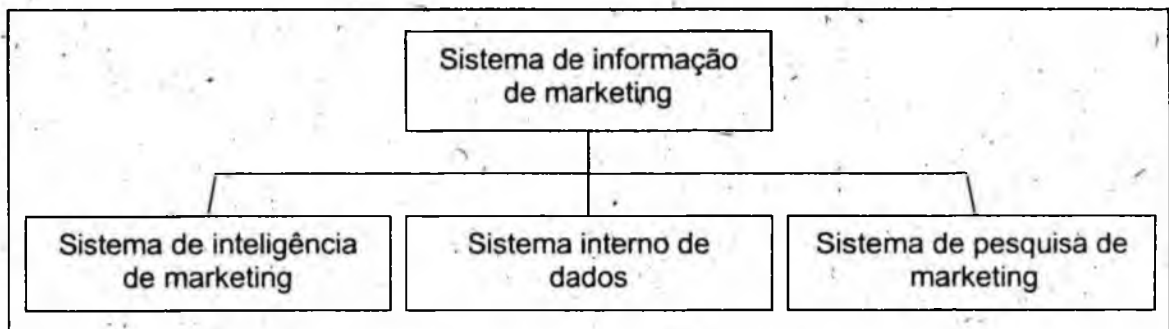 Sistema de informação
de marketing
Sistema de inteligência
de marketing
Sistema interno de
dados
Sistema de pesquisa de
marketing